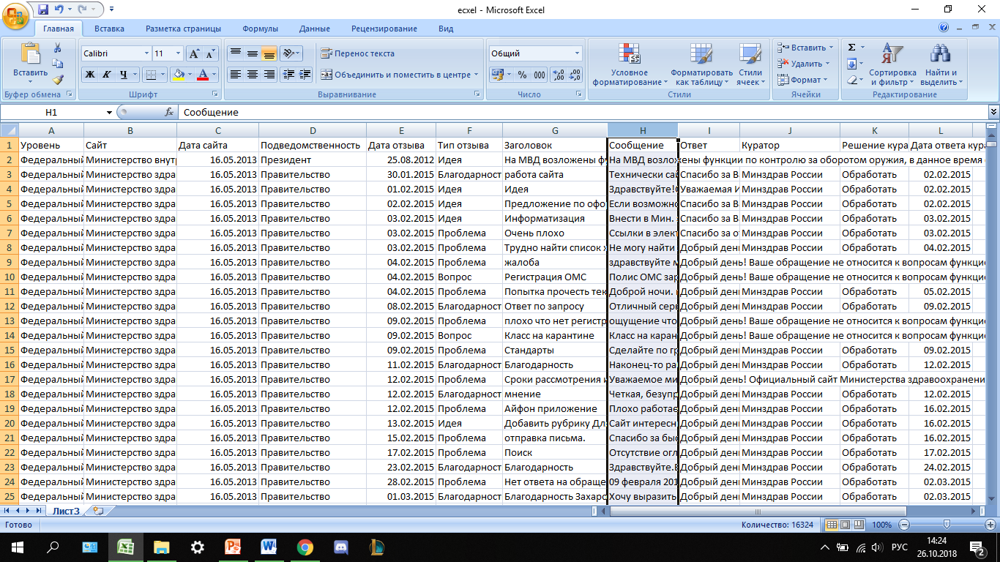 ecxel - Microsoft Excel
Главная Вставка Разметка страницы Формулы Данные Рецензирование Вид
Вставить
Буфер обмена
Calibri 11
Ж К Ч
Шрифт
Перенос текста
Объединить и поместить в центре
Выравнивание
Общий
% 000
Число
Условное форматирование
Форматировать как таблицу
Стили ячеек
Стили
Вставить
Удалить
Формат
Ячейки
Σ
Сортировка и фильтр
Найти и выделить
Редактирование
H1 fx Сообщение
A B C D E F G H I J K L
1 Уровень Сайт Дата сайта Подведомственность Дата отзыва Тип отзыва Заголовок Сообщение Ответ Куратор Решение кура Дата ответа кура
2 Федеральный Министерство внутр 16.05.2013 Президент 25.08.2012 Идея На МВД возложены фу На МВД возложены функции по контролю за оборотом оружия, в данное время
3 Федеральный Министерство здра 16.05.2013 Правительство 30.01.2015 Благодарност работа сайта Технически сай Спасибо за В Минздрав России Обработать 02.02.2015
4 Федеральный Министерство здра 16.05.2013 Правительство 01.02.2015 Идея Идея Здравствуйте! Уважаемая И Минздрав России Обработать 02.02.2015
5 Федеральный Министерство здра 16.05.2013 Правительство 02.02.2015 Идея Предложение по офо Если возможно Спасибо за В Минздрав России Обработать 02.02.2015
6 Федеральный Министерство здра 16.05.2013 Правительство 03.02.2015 Идея Информатизация Внести в Мин. Спасибо за В Минздрав России Обработать 03.02.2015
7 Федеральный Министерство здра 16.05.2013 Правительство 03.02.2015 Проблема Очень плохо Ссылки в элект Спасибо за о Минздрав России Обработать 03.02.2015
8 Федеральный Министерство здра 16.05.2013 Правительство 03.02.2015 Проблема Трудно найти список Не могу найти Добрый ден Минздрав России Обработать 04.02.2015
9 Федеральный Министерство здра 16.05.2013 Правительство 04.02.2015 Проблема жалоба здравствуйте м Добрый день! Ваше обращение не относится к вопросам функцио
10 Федеральный Министерство здра 16.05.2013 Правительство 04.02.2015 Вопрос Регистрация ОМС Полис ОМС зар Добрый день! Ваше обращение не относится к вопросам функцио
11 Федеральный Министерство здра 16.05.2013 Правительство 04.02.2015 Проблема Попытка прочесть тек Доброй ночи. Добрый ден Минздрав России Обработать 05.02.2015
12 Федеральный Министерство здра 16.05.2013 Правительство 08.02.2015 Благодарност Ответ по запросу Отличный сер Добрый ден Минздрав России Обработать 09.02.2015
13 Федеральный Министерство здра 16.05.2013 Правительство 09.02.2015 Проблема плохо что нет регистр ощущение что Добрый день! Ваше обращение не относится к вопросам функцио
14 Федеральный Министерство здра 16.05.2013 Правительство 09.02.2015 Вопрос Класс на карантине Класс на каран Добрый день! Ваше обращение не относится к вопросам функцио
15 Федеральный Министерство здра 16.05.2013 Правительство 09.02.2015 Проблема Стандарты Сделайте по гр Добрый ден Минздрав России Обработать 09.02.2015
16 Федеральный Министерство здра 16.05.2013 Правительство 11.02.2015 Благодарност Благодарность Наконец-то ра Добрый ден Минздрав России Обработать 12.02.2015
17 Федеральный Министерство здра 16.05.2013 Правительство 12.02.2015 Проблема Сроки рассмотрения Уважаемое ми Добрый день! Официальный сайт Министерства здравоохранени
18 Федеральный Министерство здра 16.05.2013 Правительство 12.02.2015 Благодарност мнение Четкая, безупр Добрый ден Минздрав России Обработать 12.02.2015
19 Федеральный Министерство здра 16.05.2013 Правительство 12.02.2015 Проблема Айфон приложение Плохо работае Добрый ден Минздрав России Обработать 16.02.2015
20 Федеральный Министерство здра 16.05.2013 Правительство 13.02.2015 Идея Добавить рубрику Дл Сайт интересн Добрый ден Минздрав России Обработать 16.02.2015
21 Федеральный Министерство здра 16.05.2013 Правительство 15.02.2015 Проблема отправка письма. Спасибо за быс Добрый ден Минздрав России Обработать 16.02.2015
22 Федеральный Министерство здра 16.05.2013 Правительство 17.02.2015 Проблема Поиск Отсутствие огл Добрый ден Минздрав России Обработать 17.02.2015
23 Федеральный Министерство здра 16.05.2013 Правительство 23.02.2015 Благодарност Благодарность Здравствуйте. Добрый ден Минздрав России Обработать 24.02.2015
24 Федеральный Министерство здра 16.05.2013 Правительство 28.02.2015 Проблема Нет ответа на обраще 09 февраля 201 Добрый ден Минздрав России Обработать 02.03.2015
25 Федеральный Министерство здра 16.05.2013 Правительство 01.03.2015 Благодарност Благодарность Захаро Хочу выразить Добрый ден Минздрав России Обработать 02.03.2015
Лист3
Готово Количество: 16324 100%
РУС 14:24
26.10.2018 2